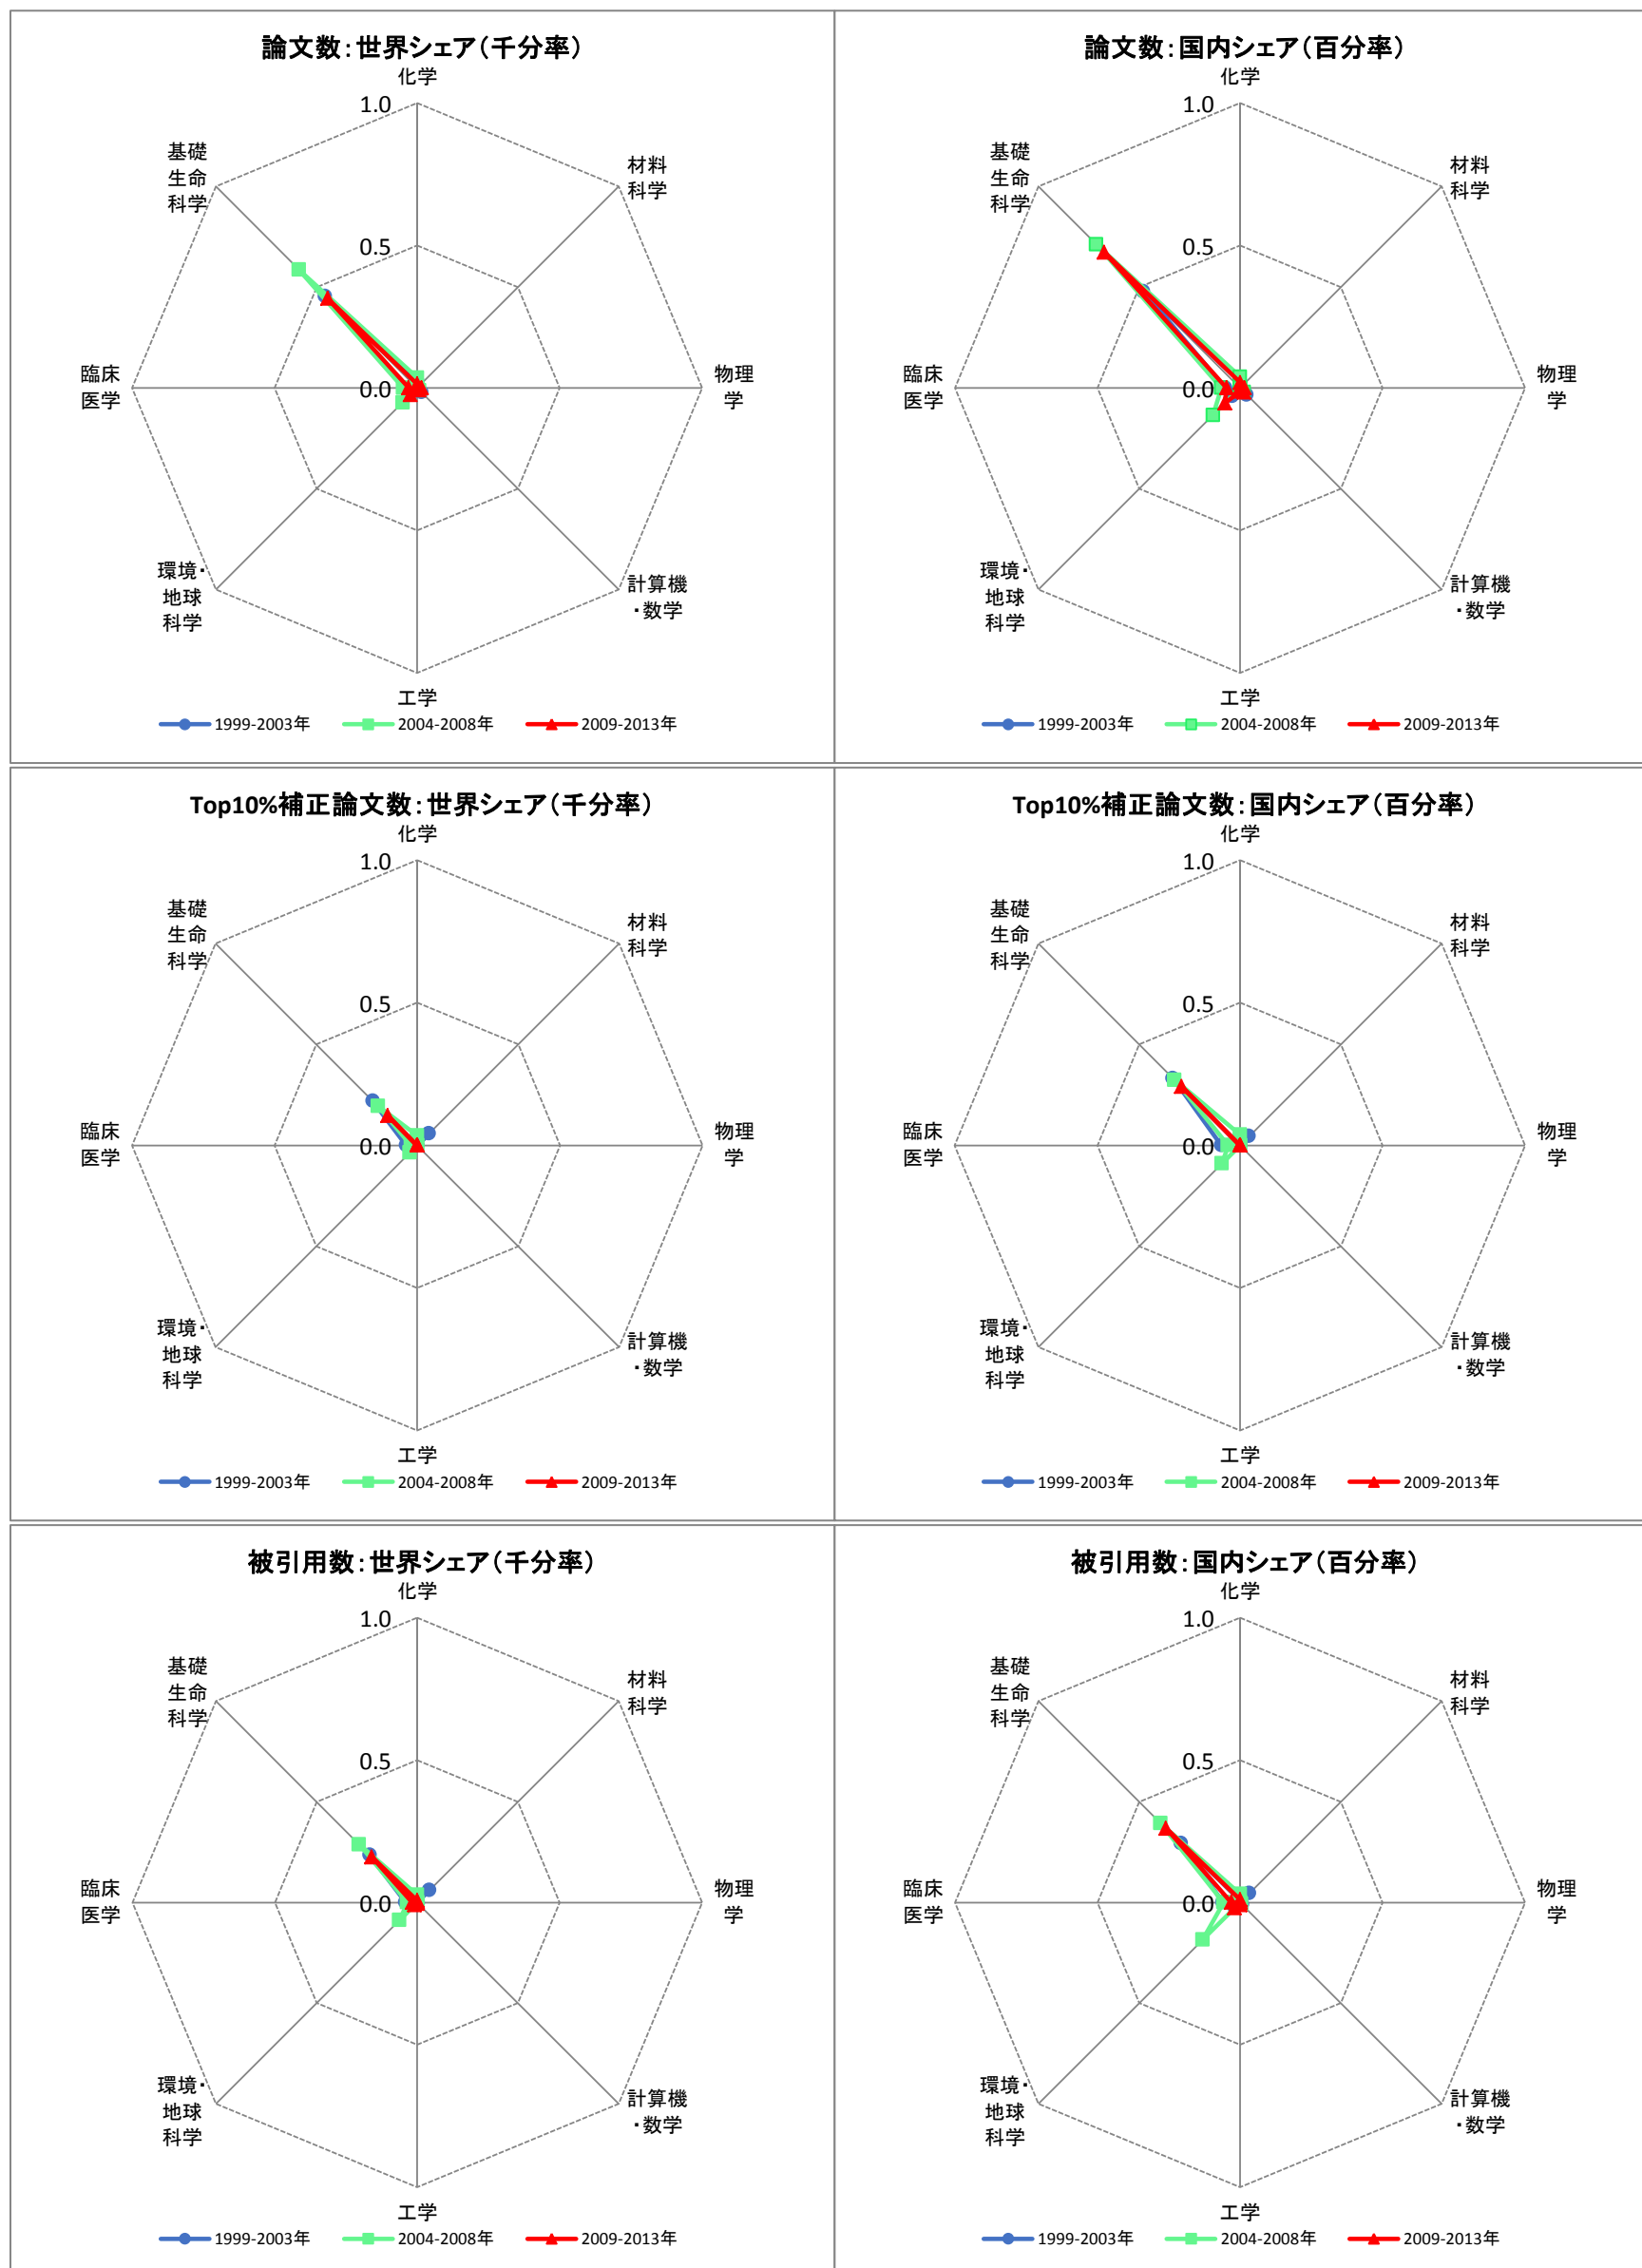 論文数：世界シェア（千分率）
化学
1.0
基礎
生命
科学
材料
科学
0.5
臨床
医学
0.0
物理
学
環境・
地球
科学
計算機
・数学
工学
1999-2003年
2004-2008年
2009-2013年
論文数：国内シェア（百分率）
化学
1.0
基礎
生命
科学
材料
科学
0.5
臨床
医学
0.0
物理
学
環境・
地球
科学
計算機
・数学
工学
1999-2003年
2004-2008年
2009-2013年
Top10%補正論文数：世界シェア（千分率）
化学
1.0
基礎
生命
科学
材料
科学
0.5
臨床
医学
0.0
物理
学
環境・
地球
科学
計算機
・数学
工学
1999-2003年
2004-2008年
2009-2013年
Top10%補正論文数：国内シェア（百分率）
化学
1.0
基礎
生命
科学
材料
科学
0.5
臨床
医学
0.0
物理
学
環境・
地球
科学
計算機
・数学
工学
1999-2003年
2004-2008年
2009-2013年
被引用数：世界シェア（千分率）
化学
1.0
基礎
生命
科学
材料
科学
0.5
臨床
医学
0.0
物理
学
環境・
地球
科学
計算機
・数学
工学
1999-2003年
2004-2008年
2009-2013年
被引用数：国内シェア（百分率）
化学
1.0
基礎
生命
科学
材料
科学
0.5
臨床
医学
0.0
物理
学
環境・
地球
科学
計算機
・数学
工学
1999-2003年
2004-2008年
2009-2013年